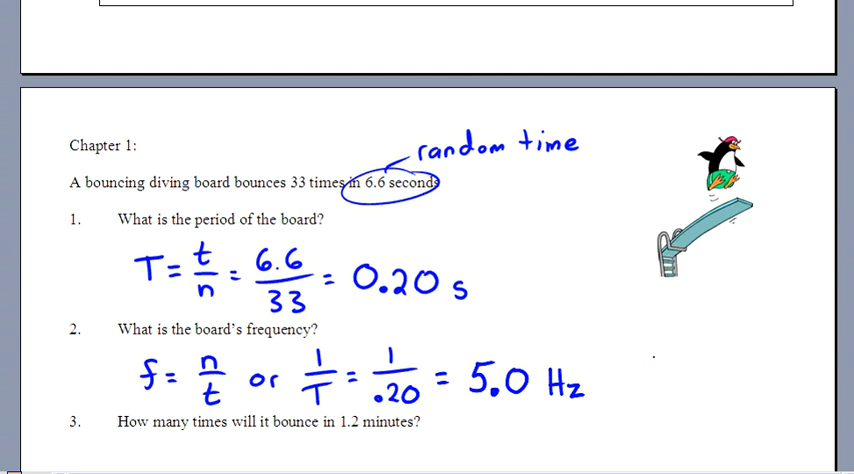 Chapter 1:
random time
A bouncing diving board bounces 33 times in 6.6 seconds
1. What is the period of the board?
T = t/n = 6.6/33 = 0.20 s
2. What is the board's frequency?
f = n/t or 1/T = 1/.20 = 5.0 Hz
3. How many times will it bounce in 1.2 minutes?